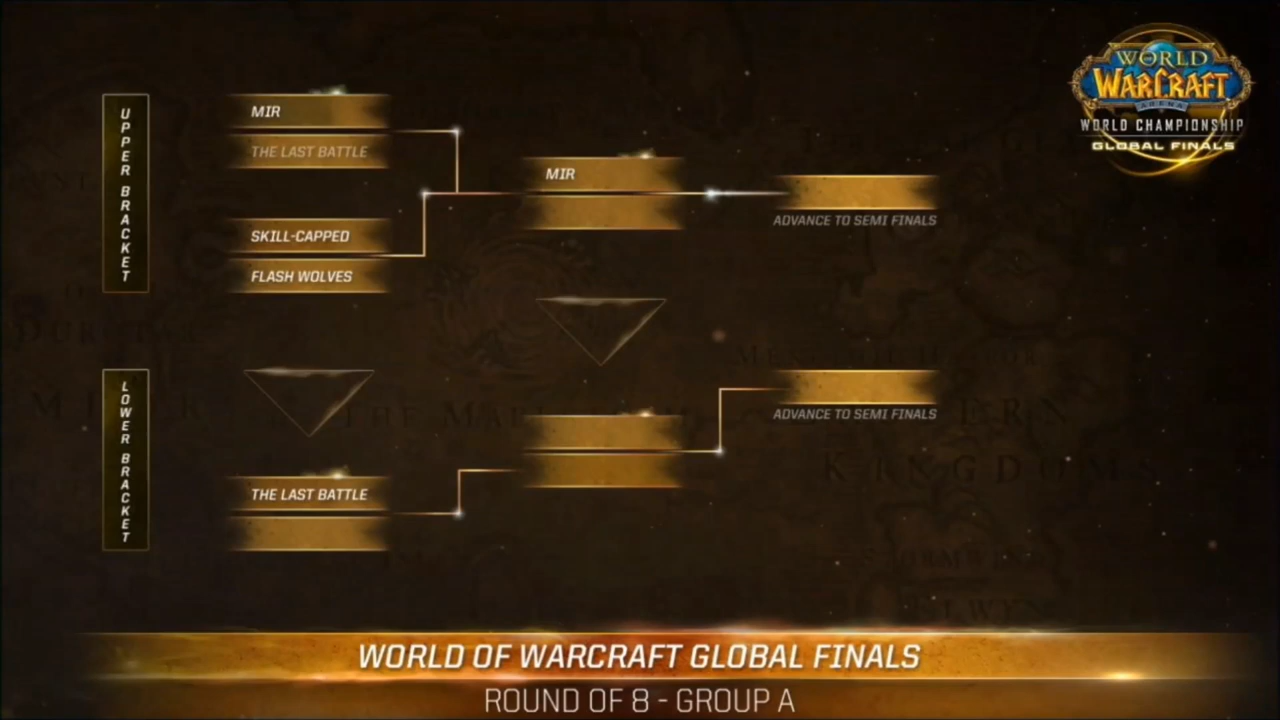 WORLD
WARCRAFT
ARENA
WORLD CHAMPIONSHIP
GLOBAL FINALS
UPPER BRACKET
MIR
THE LAST BATTLE
SKILL-CAPPED
FLASH WOLVES
MIR
ADVANCE TO SEMI FINALS
LOWER BRACKET
THE LAST BATTLE
ADVANCE TO SEMI FINALS
WORLD OF WARCRAFT GLOBAL FINALS
ROUND OF 8 - GROUP A